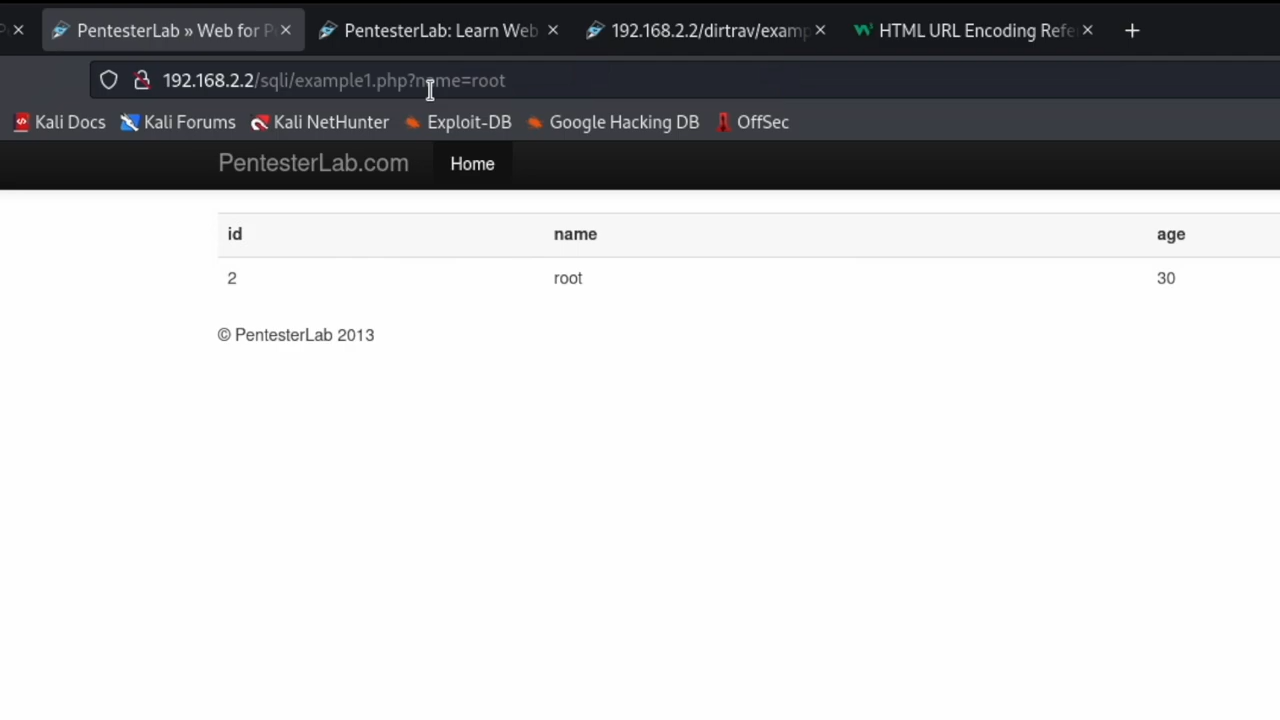 PentesterLab » Web for P
PentesterLab: Learn Web
192.168.2.2/dirtrav/examp
HTML URL Encoding Refe
192.168.2.2/sqli/example1.php?name=root
Kali Docs Kali Forums Kali NetHunter Exploit-DB Google Hacking DB OffSec
PentesterLab.com Home
id name age
2 root 30
© PentesterLab 2013